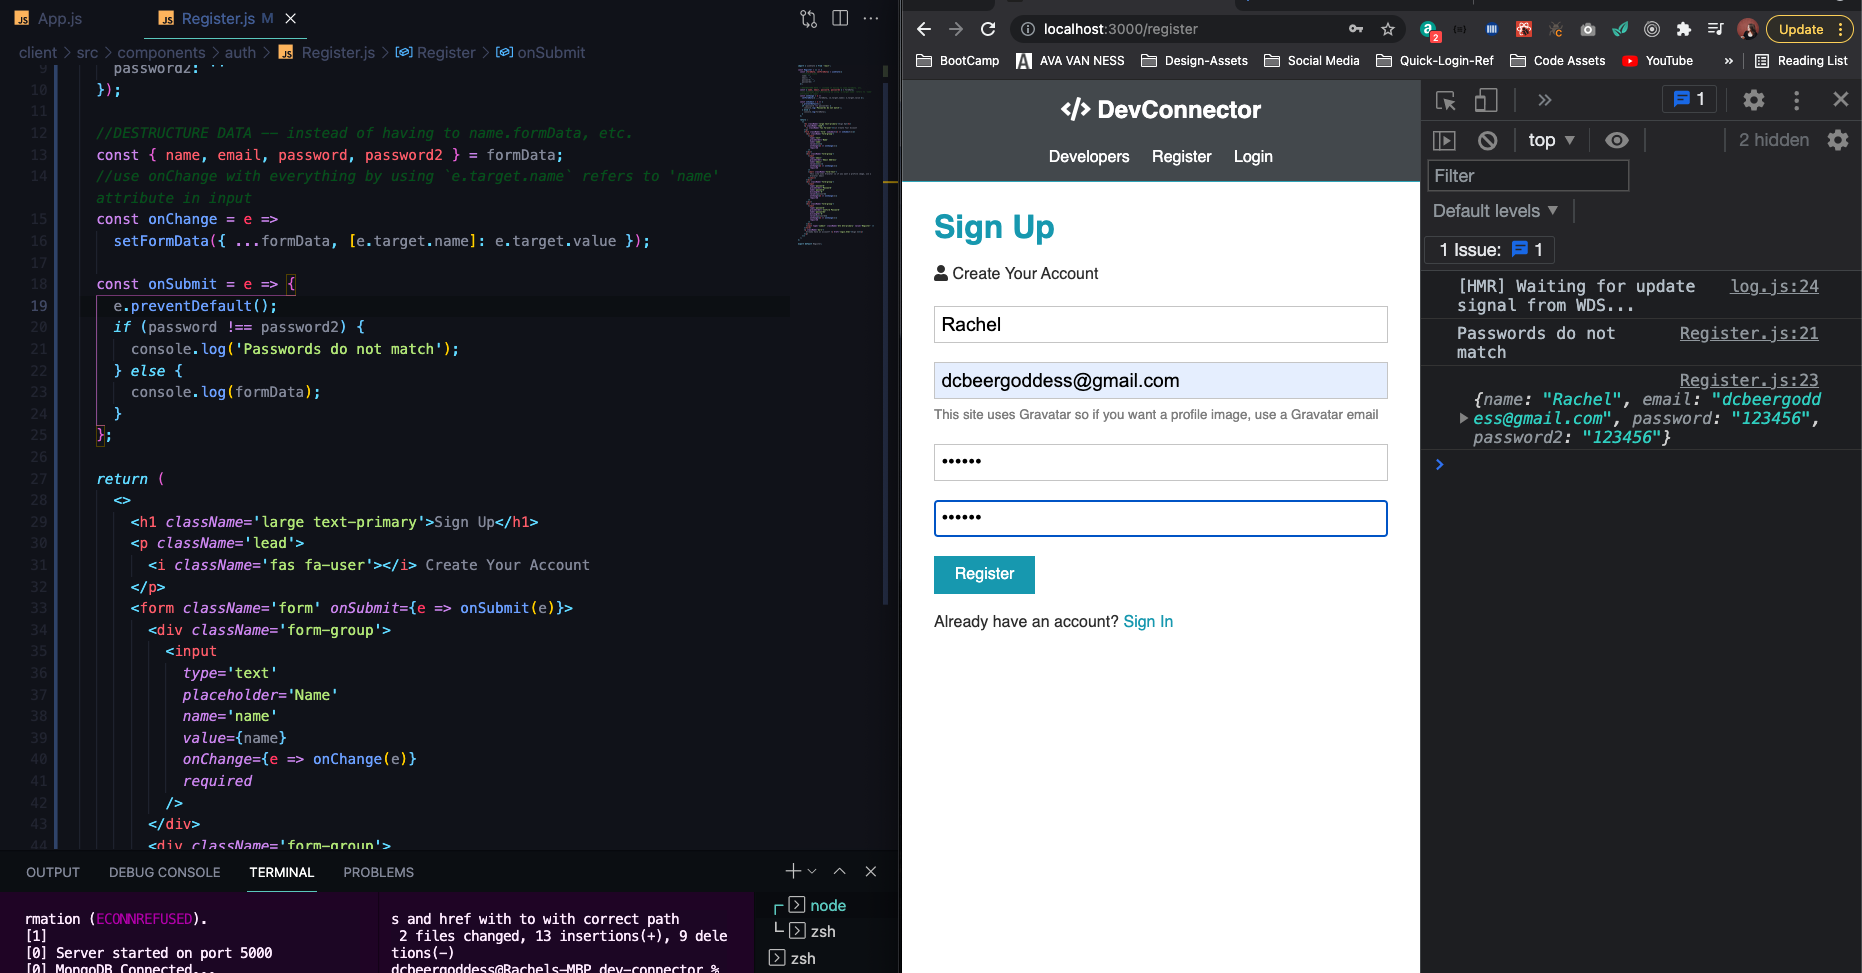 App.js
Register.js M
client > src > components > auth > Register.js > Register > onSubmit
9 password2: ''
10 });
11
12 //DESTRUCTURE DATA -- instead of having to name.formData, etc.
13 const { name, email, password, password2 } = formData;
14 //use onChange with everything by using `e.target.name` refers to 'name'
attribute in input
15 const onChange = e =>
16 setFormData({ ...formData, [e.target.name]: e.target.value });
17
18 const onSubmit = e => {
19 e.preventDefault();
20 if (password !== password2) {
21 console.log('Passwords do not match');
22 } else {
23 console.log(formData);
24 }
25 };
26
27 return (
28 <>
29 <h1 className='large text-primary'>Sign Up</h1>
30 <p className='lead'>
31 <i className='fas fa-user'></i> Create Your Account
32 </p>
33 <form className='form' onSubmit={e => onSubmit(e)}>
34 <div className='form-group'>
35 <input
36 type='text'
37 placeholder='Name'
38 name='name'
39 value={name}
40 onChange={e => onChange(e)}
41 required
42 />
43 </div>
44 <div className='form-group'>
OUTPUT DEBUG CONSOLE TERMINAL PROBLEMS
rmation (ECONNREFUSED).
[1]
[0] Server started on port 5000
[0] MongoDB Connected...
s and href with to with correct path
2 files changed, 13 insertions(+), 9 dele
tions(-)
dcbeergoddess@Rachels-MBP dev-connector %
node
zsh
zsh
localhost:3000/register
2
Update
BootCamp
AVA VAN NESS
Design-Assets
Social Media
Quick-Login-Ref
Code Assets
YouTube
»
Reading List
</> DevConnector
Developers Register Login
Sign Up
Create Your Account
Rachel
dcbeergoddess@gmail.com
This site uses Gravatar so if you want a profile image, use a Gravatar email
••••••
••••••
Register
Already have an account? Sign In
1
top
2 hidden
Filter
Default levels
1 Issue: 1
[HMR] Waiting for update log.js:24
signal from WDS...
Passwords do not Register.js:21
match
Register.js:23
{name: "Rachel", email: "dcbeergodd
ess@gmail.com", password: "123456",
password2: "123456"}